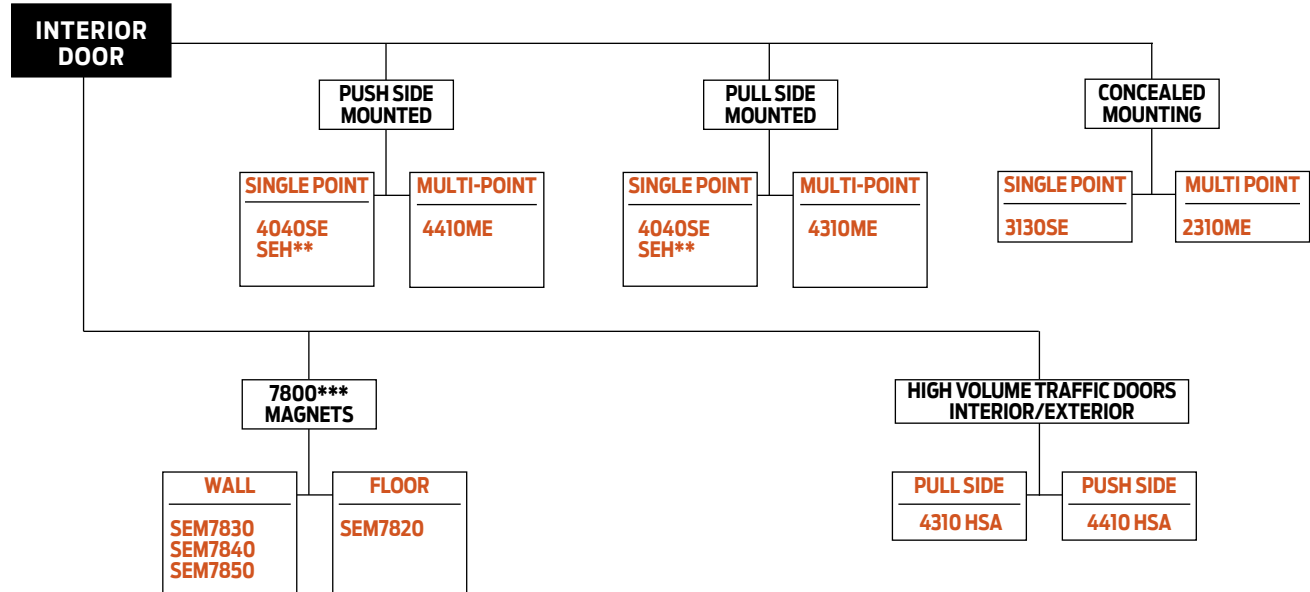 INTERIOR
DOOR
PUSH SIDE
MOUNTED
PULL SIDE
MOUNTED
CONCEALED
MOUNTING
SINGLE POINT
4040SE
SEH**
MULTI-POINT
4410ME
SINGLE POINT
4040SE
SEH**
MULTI-POINT
4310ME
SINGLE POINT
3130SE
MULTI POINT
2310ME
7800***
MAGNETS
HIGH VOLUME TRAFFIC DOORS
INTERIOR/EXTERIOR
WALL
SEM7830
SEM7840
SEM7850
FLOOR
SEM7820
PULL SIDE
4310 HSA
PUSH SIDE
4410 HSA